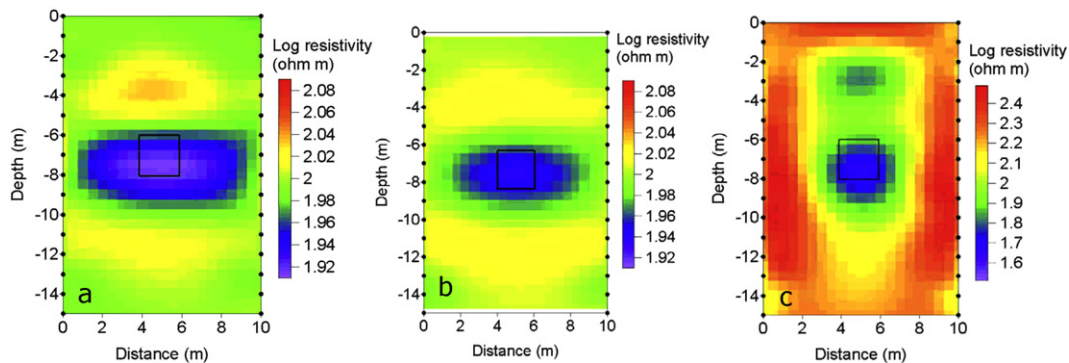 0
-2
-4
-6
-8
-10
-12
-14
Depth (m)
0 2 4 6 8 10
Distance (m)
a
Log resistivity
(ohm m)
2.08
2.06
2.04
2.02
2
1.98
1.96
1.94
1.92
0
-2
-4
-6
-8
-10
-12
-14
Depth (m)
0 2 4 6 8 10
Distance (m)
b
Log resistivity
(ohm m)
2.08
2.06
2.04
2.02
2
1.98
1.96
1.94
1.92
0
-2
-4
-6
-8
-10
-12
-14
Depth (m)
0 2 4 6 8 10
Distance (m)
c
Log resistivity
(ohm m)
2.4
2.3
2.2
2.1
2
1.9
1.8
1.7
1.6